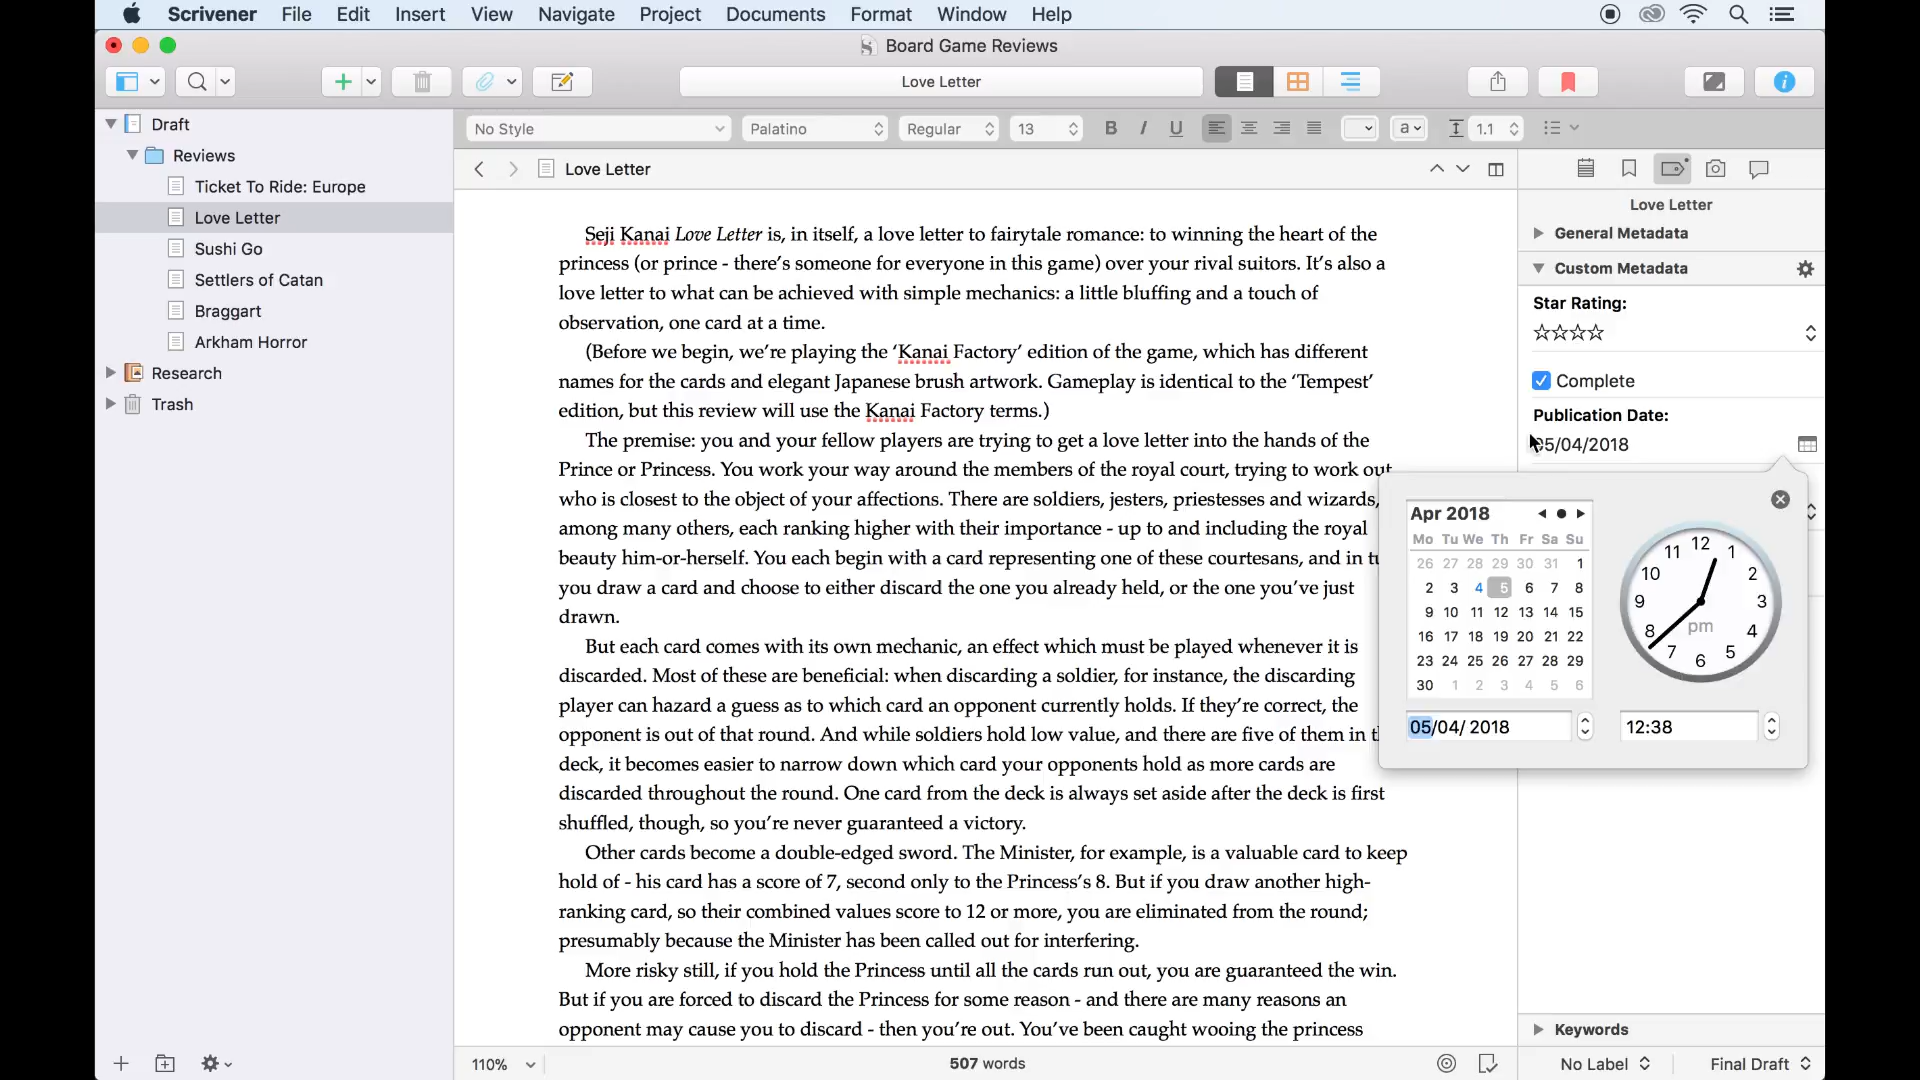 Scrivener File Edit Insert View Navigate Project Documents Format Window Help
Board Game Reviews
Love Letter
No Style Palatino Regular 13 B I U a 1.1
Draft
Reviews
Ticket To Ride: Europe
Love Letter
Sushi Go
Settlers of Catan
Braggart
Arkham Horror
Research
Trash
Love Letter
Seji Kanai Love Letter is, in itself, a love letter to fairytale romance: to winning the heart of the
princess (or prince - there's someone for everyone in this game) over your rival suitors. It's also a
love letter to what can be achieved with simple mechanics: a little bluffing and a touch of
observation, one card at a time.
(Before we begin, we're playing the 'Kanai Factory' edition of the game, which has different
names for the cards and elegant Japanese brush artwork. Gameplay is identical to the 'Tempest'
edition, but this review will use the Kanai Factory terms.)
The premise: you and your fellow players are trying to get a love letter into the hands of the
Prince or Princess. You work your way around the members of the royal court, trying to work out
who is closest to the object of your affections. There are soldiers, jesters, priestesses and wizards,
among many others, each ranking higher with their importance - up to and including the royal
beauty him-or-herself. You each begin with a card representing one of these courtesans, and in tu
you draw a card and choose to either discard the one you already held, or the one you've just
drawn.
But each card comes with its own mechanic, an effect which must be played whenever it is
discarded. Most of these are beneficial: when discarding a soldier, for instance, the discarding
player can hazard a guess as to which card an opponent currently holds. If they're correct, the
opponent is out of that round. And while soldiers hold low value, and there are five of them in t
deck, it becomes easier to narrow down which card your opponents hold as more cards are
discarded throughout the round. One card from the deck is always set aside after the deck is first
shuffled, though, so you're never guaranteed a victory.
Other cards become a double-edged sword. The Minister, for example, is a valuable card to keep
hold of - his card has a score of 7, second only to the Princess's 8. But if you draw another high-
ranking card, so their combined values score to 12 or more, you are eliminated from the round;
presumably because the Minister has been called out for interfering.
More risky still, if you hold the Princess until all the cards run out, you are guaranteed the win.
But if you are forced to discard the Princess for some reason - and there are many reasons an
opponent may cause you to discard - then you're out. You've been caught wooing the princess
110%
507 words
Love Letter
General Metadata
Custom Metadata
Star Rating:
☆☆☆☆
Complete
Publication Date:
05/04/2018
Apr 2018
Mo Tu We Th Fr Sa Su
26 27 28 29 30 31 1
2 3 4 5 6 7 8
9 10 11 12 13 14 15
16 17 18 19 20 21 22
23 24 25 26 27 28 29
30 1 2 3 4 5 6
05/04/ 2018
12 1 2 3 4 5 6 7 8 9 10 11
pm
12:38
Keywords
No Label Final Draft